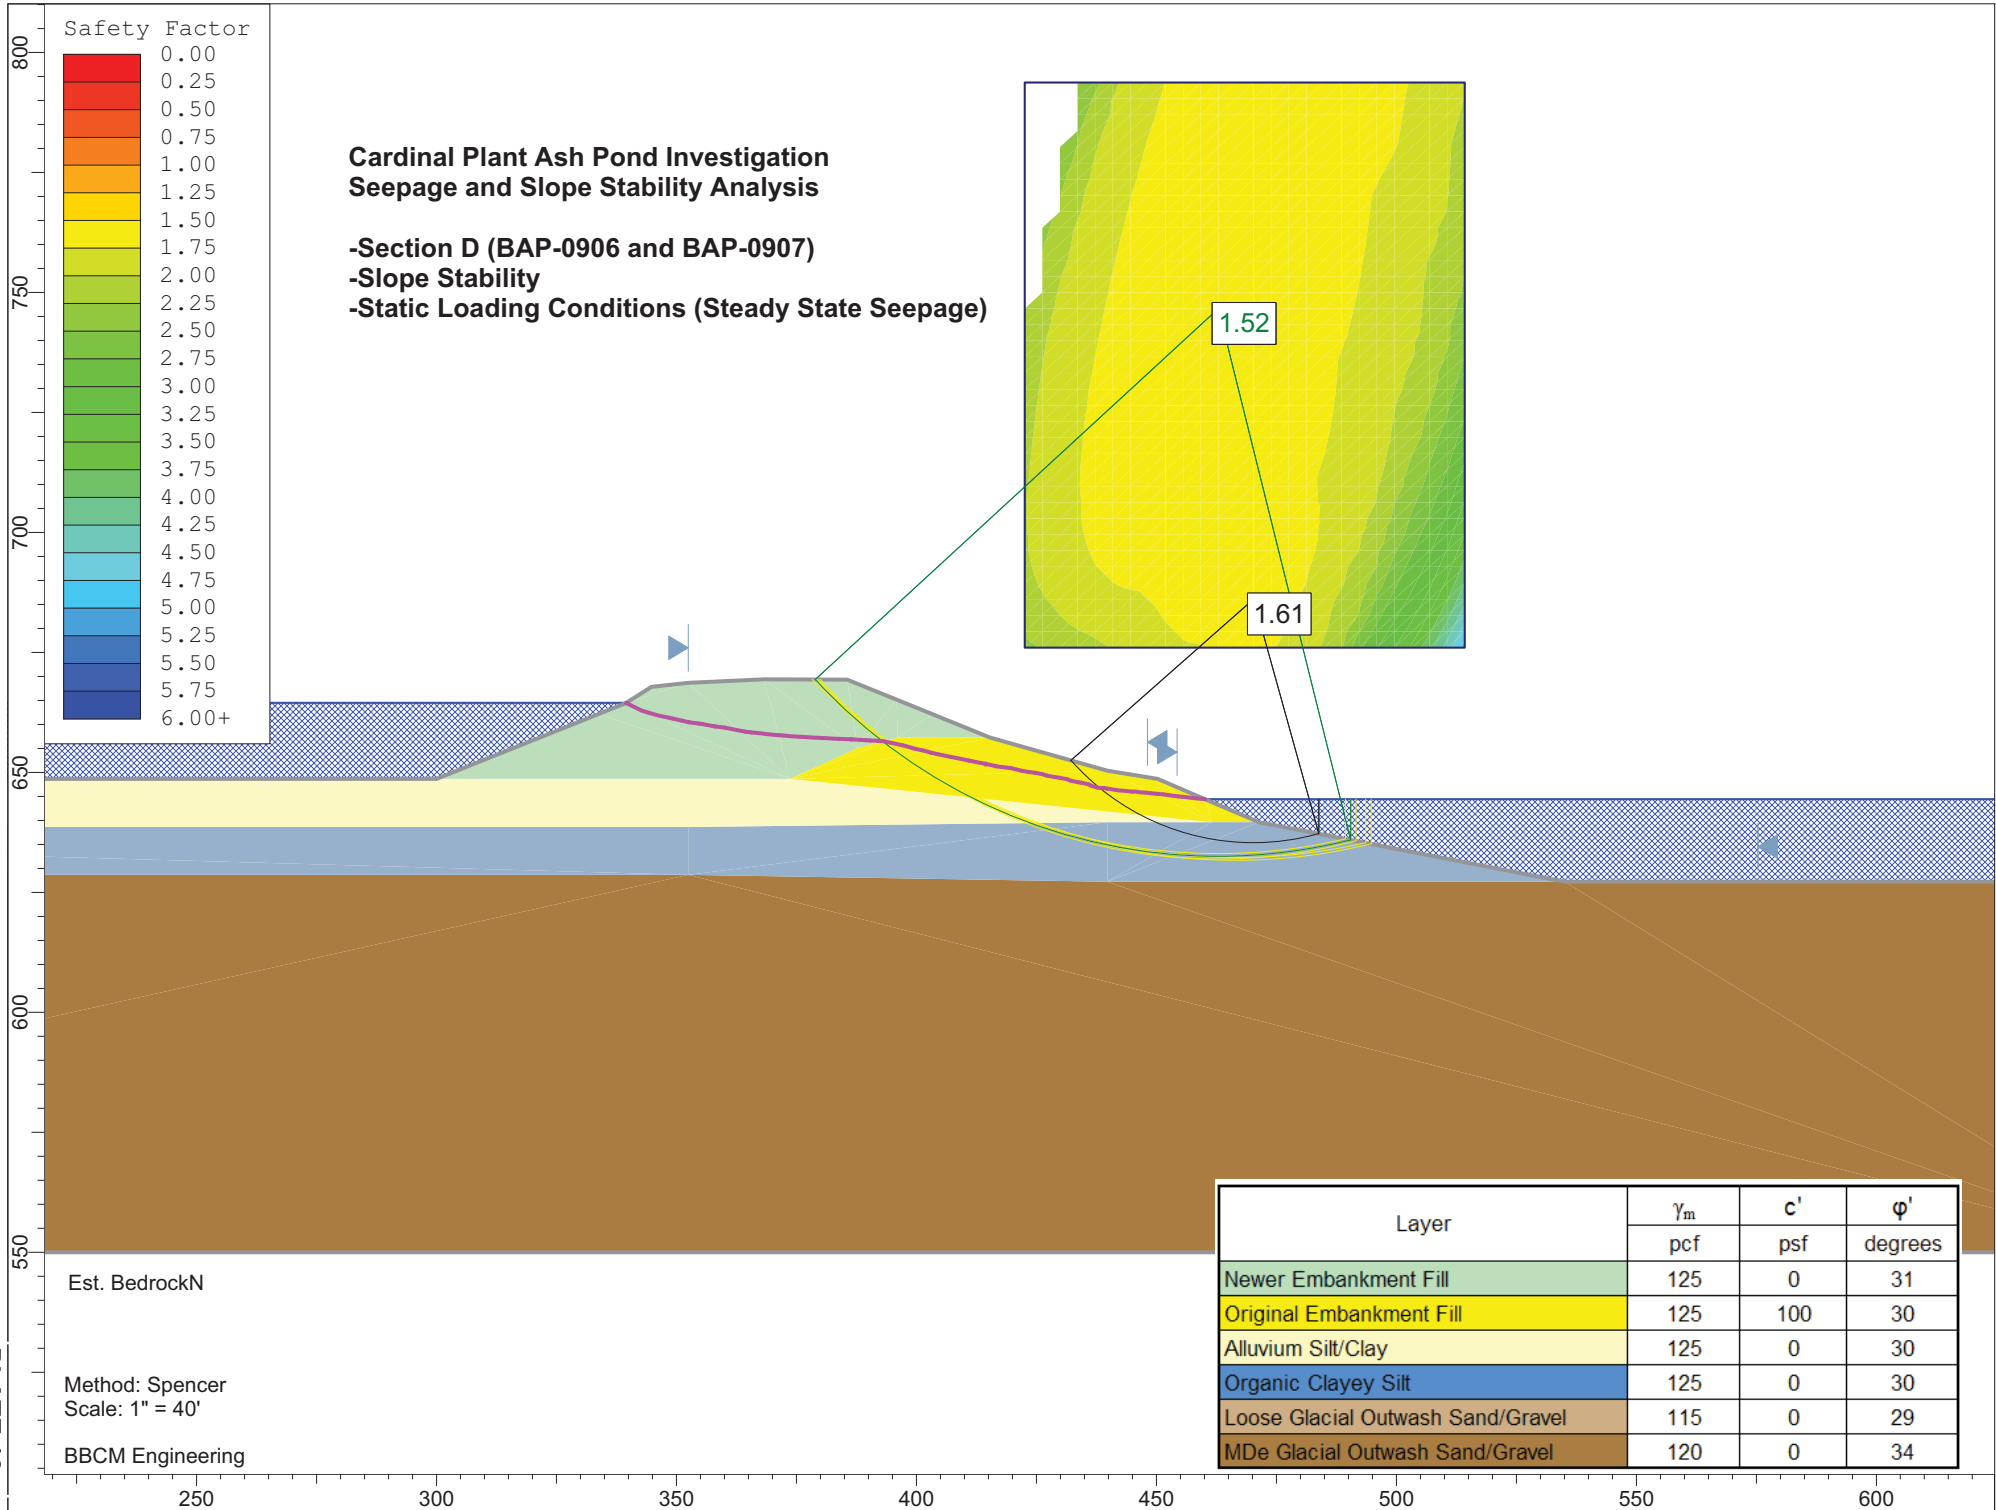 Safety Factor
0.00
0.25
0.50
0.75
1.00
1.25
1.50
1.75
2.00
2.25
2.50
2.75
3.00
3.25
3.50
3.75
4.00
4.25
4.50
4.75
5.00
5.25
5.50
5.75
6.00+
Cardinal Plant Ash Pond Investigation
Seepage and Slope Stability Analysis
-Section D (BAP-0906 and BAP-0907)
-Slope Stability
-Static Loading Conditions (Steady State Seepage)
1.52
1.61
800
750
700
650
600
550
Layer γm c' φ'
pcf psf degrees
Newer Embankment Fill 125 0 31
Original Embankment Fill 125 100 30
Alluvium Silt/Clay 125 0 30
Organic Clayey Silt 125 0 30
Loose Glacial Outwash Sand/Gravel 115 0 29
MDe Glacial Outwash Sand/Gravel 120 0 34
Est. BedrockN
Method: Spencer
Scale: 1" = 40'
BBCM Engineering
250 300 350 400 450 500 550 600